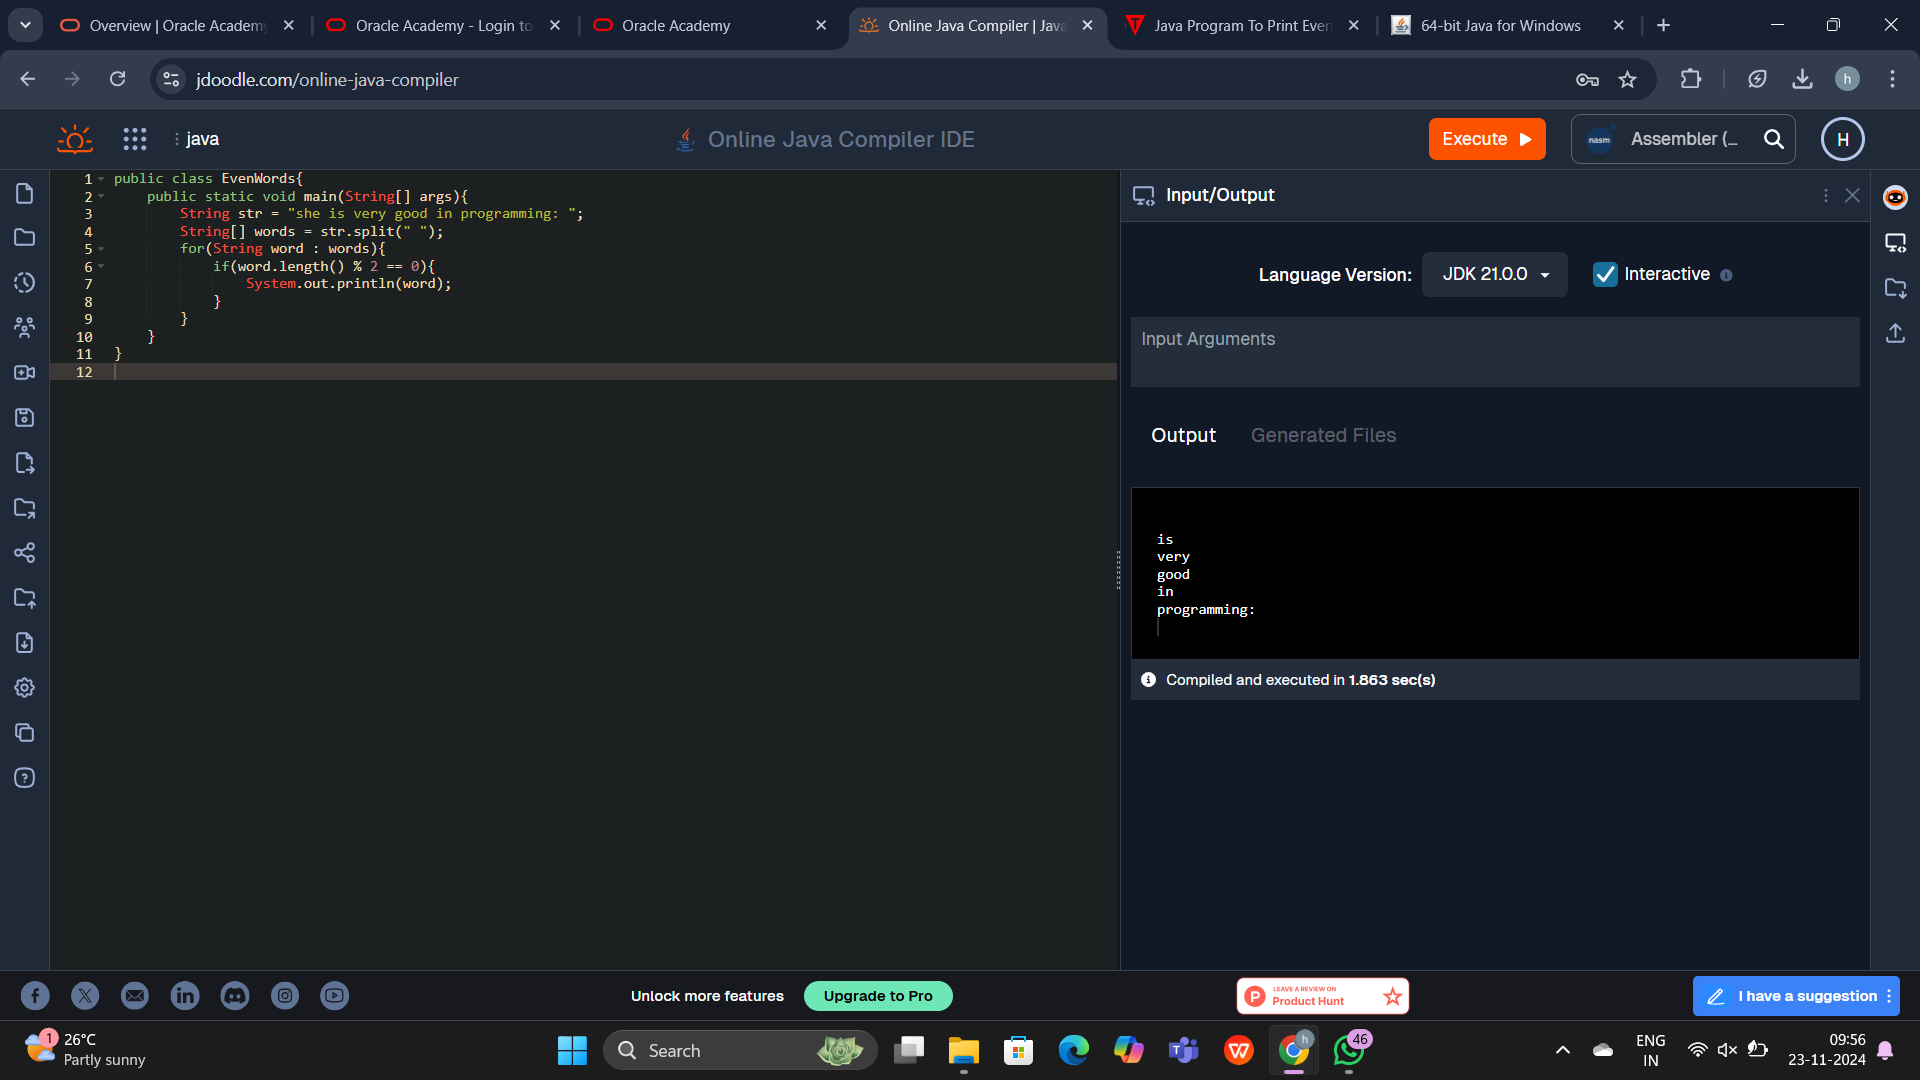 Overview | Oracle Academy
Oracle Academy - Login to
Oracle Academy
Online Java Compiler | Java
Java Program To Print Even
64-bit Java for Windows
jdoodle.com/online-java-compiler
h
java
Online Java Compiler IDE
Execute
nasm
Assembler (...
H
1 public class EvenWords{
2 public static void main(String[] args){
3 String str = "she is very good in programming: ";
4 String[] words = str.split(" ");
5 for(String word : words){
6 if(word.length() % 2 == 0){
7 System.out.println(word);
8 }
9 }
10 }
11 }
12
Input/Output
Language Version:
JDK 21.0.0
Interactive
Input Arguments
Output
Generated Files
is
very
good
in
programming:
Compiled and executed in 1.863 sec(s)
Unlock more features
Upgrade to Pro
P
LEAVE A REVIEW ON
Product Hunt
I have a suggestion
1
26°C
Partly sunny
Search
h
46
ENG
IN
09:56
23-11-2024